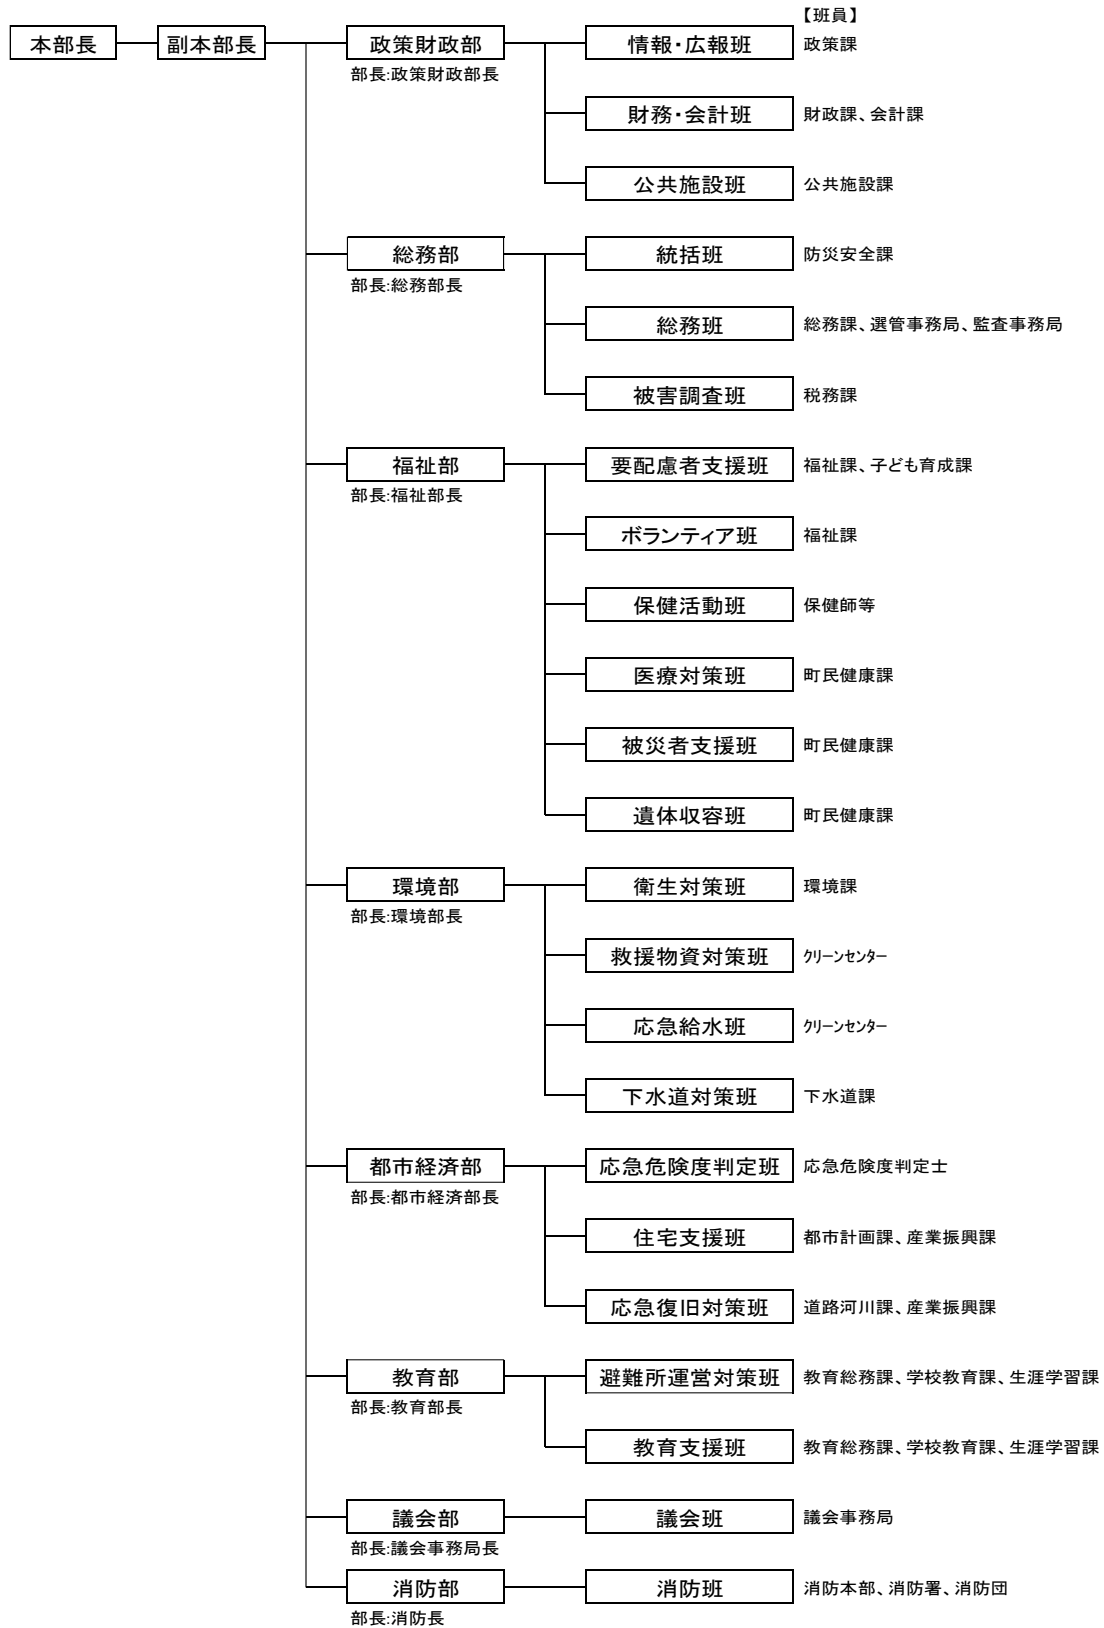 【班員】
本部長 副本部長 政策財政部 情報・広報班 政策課
部長:政策財政部長
財務・会計班 財政課、会計課
公共施設班 公共施設課
総務部 統括班 防災安全課
部長:総務部長
総務班 総務課、選管事務局、監査事務局
被害調査班 税務課
福祉部 要配慮者支援班 福祉課、子ども育成課
部長:福祉部長
ボランティア班 福祉課
保健活動班 保健師等
医療対策班 町民健康課
被災者支援班 町民健康課
遺体収容班 町民健康課
環境部 衛生対策班 環境課
部長:環境部長
救援物資対策班 ｸﾘｰﾝｾﾝﾀｰ
応急給水班 ｸﾘｰﾝｾﾝﾀｰ
下水道対策班 下水道課
都市経済部 応急危険度判定班 応急危険度判定士
部長:都市経済部長
住宅支援班 都市計画課、産業振興課
応急復旧対策班 道路河川課、産業振興課
教育部 避難所運営対策班 教育総務課、学校教育課、生涯学習課
部長:教育部長
教育支援班 教育総務課、学校教育課、生涯学習課
議会部 議会班 議会事務局
部長:議会事務局長
消防部 消防班 消防本部、消防署、消防団
部長:消防長